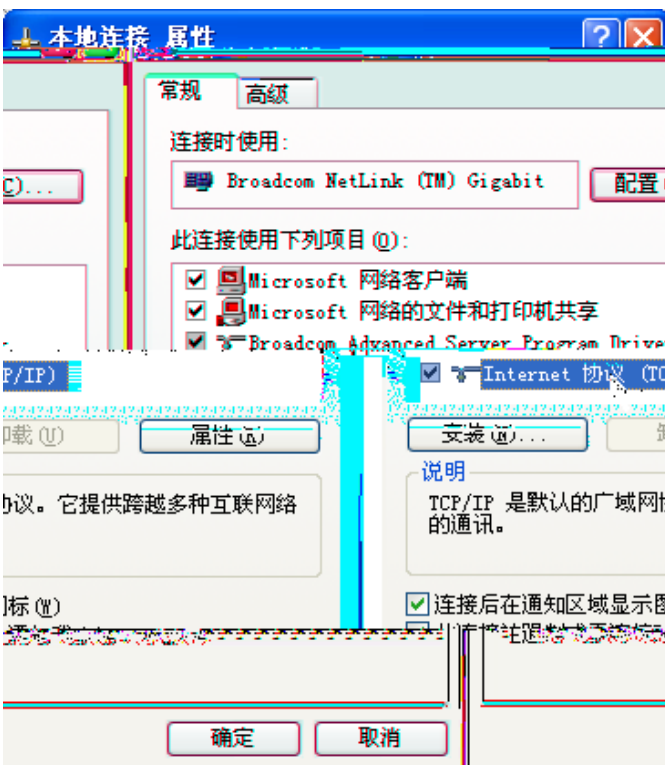 本地连接 属性
常规 高级
连接时使用:
Broadcom NetLink (TM) Gigabit 配置
C)...
此连接使用下列项目(O):
Microsoft 网络客户端
Microsoft 网络的文件和打印机共享
Broadcom Advanced Server Program Driver
P/IP) Internet 协议 (TC
卸载(U) 属性(R) 安装(N)...
说明
协议。它提供跨越多种互联网络 TCP/IP 是默认的广域网
的通讯。
标(W) 连接后在通知区域显示图
确定 取消